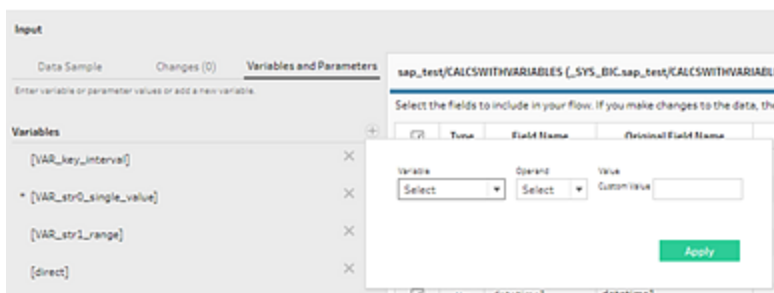 Input
Data Sample Changes (0) Variables and Parameters
Enter variable or parameter values or add a new variable.
Variables
[VAR_key_interval]
* [VAR_str0_single_value]
[VAR_str1_range]
[direct]
sap_test/CALCSWITHVARIABLES (_SYS_BIC.sap_test/CALCSWITHVARIABL
Select the fields to include in your flow. If you make changes to the data, th
Type Field Name Original Field Name
Variable Operand Value
Select Select Custom Value
Apply